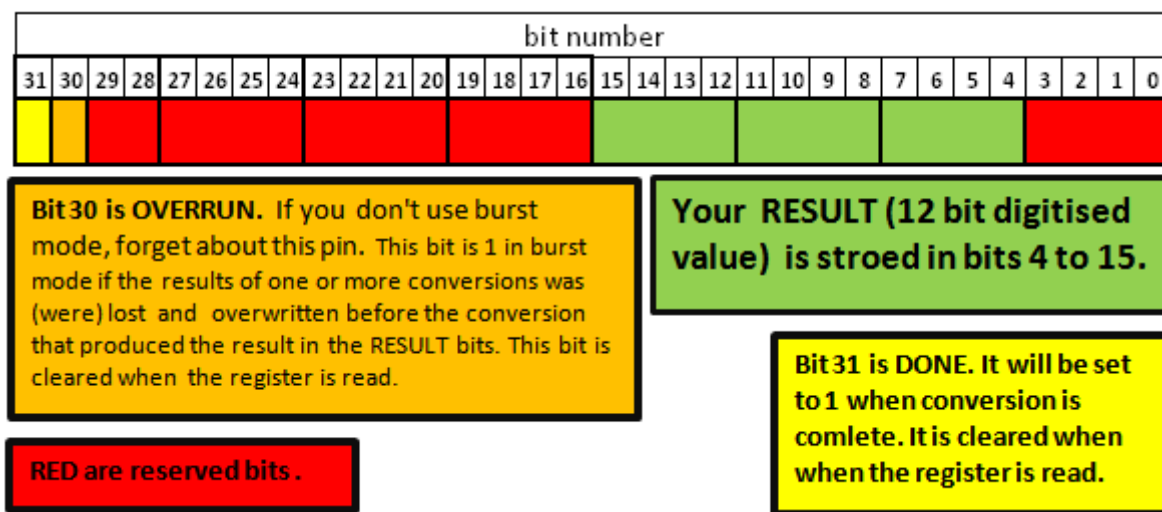 bit number
31 30 29 28 27 26 25 24 23 22 21 20 19 18 17 16 15 14 13 12 11 10 9 8 7 6 5 4 3 2 1 0
Bit 30 is OVERRUN. If you don't use burst
mode, forget about this pin. This bit is 1 in burst
mode if the results of one or more conversions was
(were) lost and overwritten before the conversion
that produced the result in the RESULT bits. This bit is
cleared when the register is read.
Your RESULT (12 bit digitised
value) is stroed in bits 4 to 15.
Bit 31 is DONE. It will be set
to 1 when conversion is
comlete. It is cleared when
when the register is read.
RED are reserved bits .